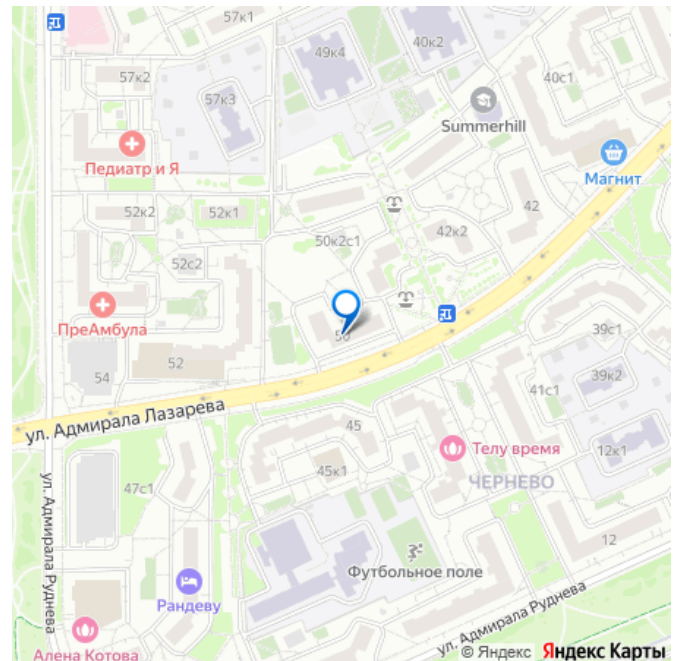 57к1
49к4
40к2
57к2
40с1
57к3
Summerhill
Педиатр и Я
Магнит
52к2
52к1
42
50к2с1
42к2
52с2
ПреАмбула
50
39с1
52
54
39к2
41с1
ул. Адмирала Лазарева
45
Телу время
12к1
45к1
ЧЕРНЕВО
47с1
ул. Адмирала Руднева
12
Футбольное поле
Рандеву
ул. Адмирала Руднева
Алена Котова
© Яндекс Яндекс Карты